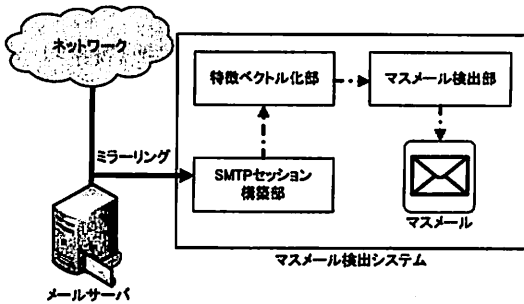 ネットワーク
特徴ベクトル化部
マスメール検出部
ミラーリング
SMTPセッション
構築部
マスメール
マスメール検出システム
メールサーバ